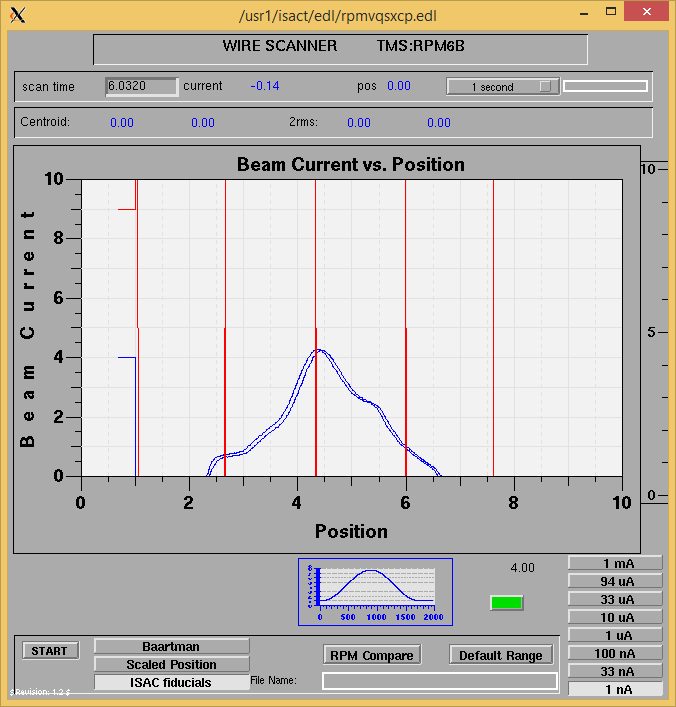 /usr1/isact/edl/rpmvqsxcp.edl
WIRE SCANNER TMS:RPM6B
scan time 6.0320 current -0.14 pos 0.00 1 second
Centroid: 0.00 0.00 2rms: 0.00 0.00
Beam Current vs. Position
10
8
6
4
2
0
Beam Current
10
5
0
0 2 4 6 8 10
Position
8
0 500 1000 1500 2000
4.00
1 mA
94 uA
33 uA
10 uA
1 uA
100 nA
33 nA
1 nA
START
Baartman
Scaled Position
ISAC fiducials
RPM Compare
Default Range
File Name:
$Revision: 1.2 $